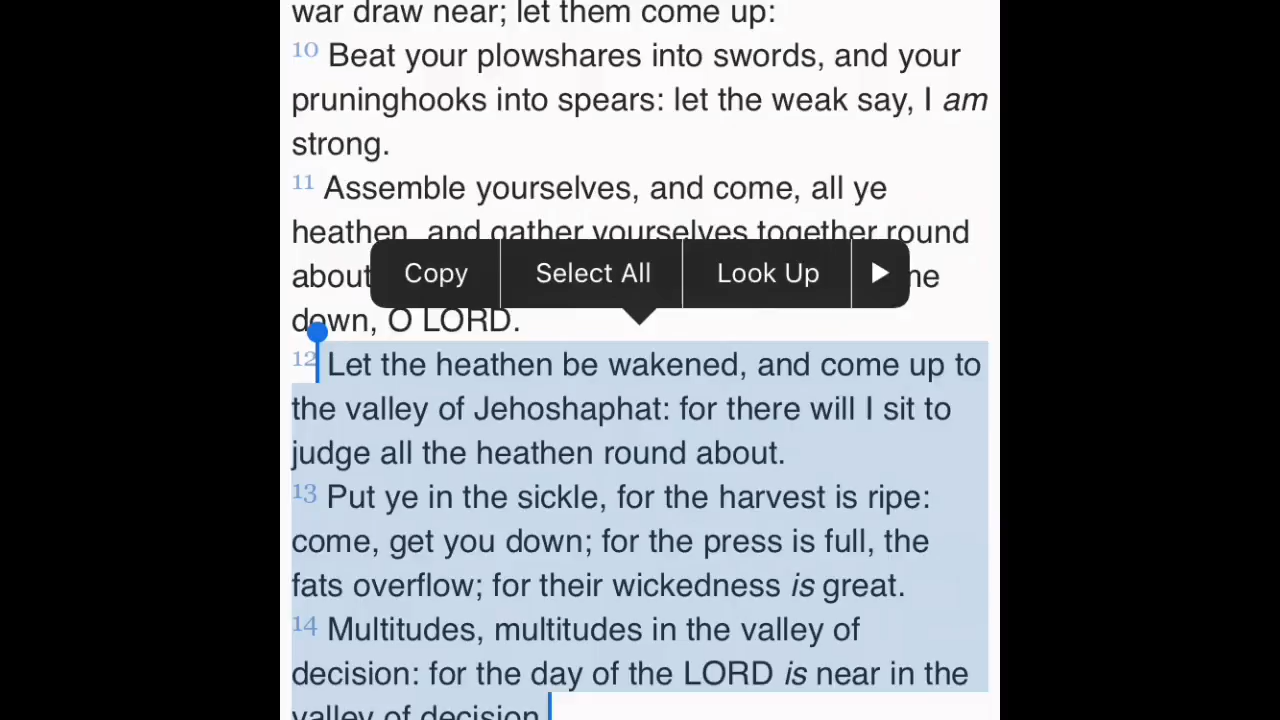 war draw near; let them come up:
10 Beat your plowshares into swords, and your
pruninghooks into spears: let the weak say, I am
strong.
11 Assemble yourselves, and come, all ye
heathen, and gather yourselves together round
about
Copy Select All Look Up
down, O LORD.
12 Let the heathen be wakened, and come up to
the valley of Jehoshaphat: for there will I sit to
judge all the heathen round about.
13 Put ye in the sickle, for the harvest is ripe:
come, get you down; for the press is full, the
fats overflow; for their wickedness is great.
14 Multitudes, multitudes in the valley of
decision: for the day of the LORD is near in the
valley of decision.